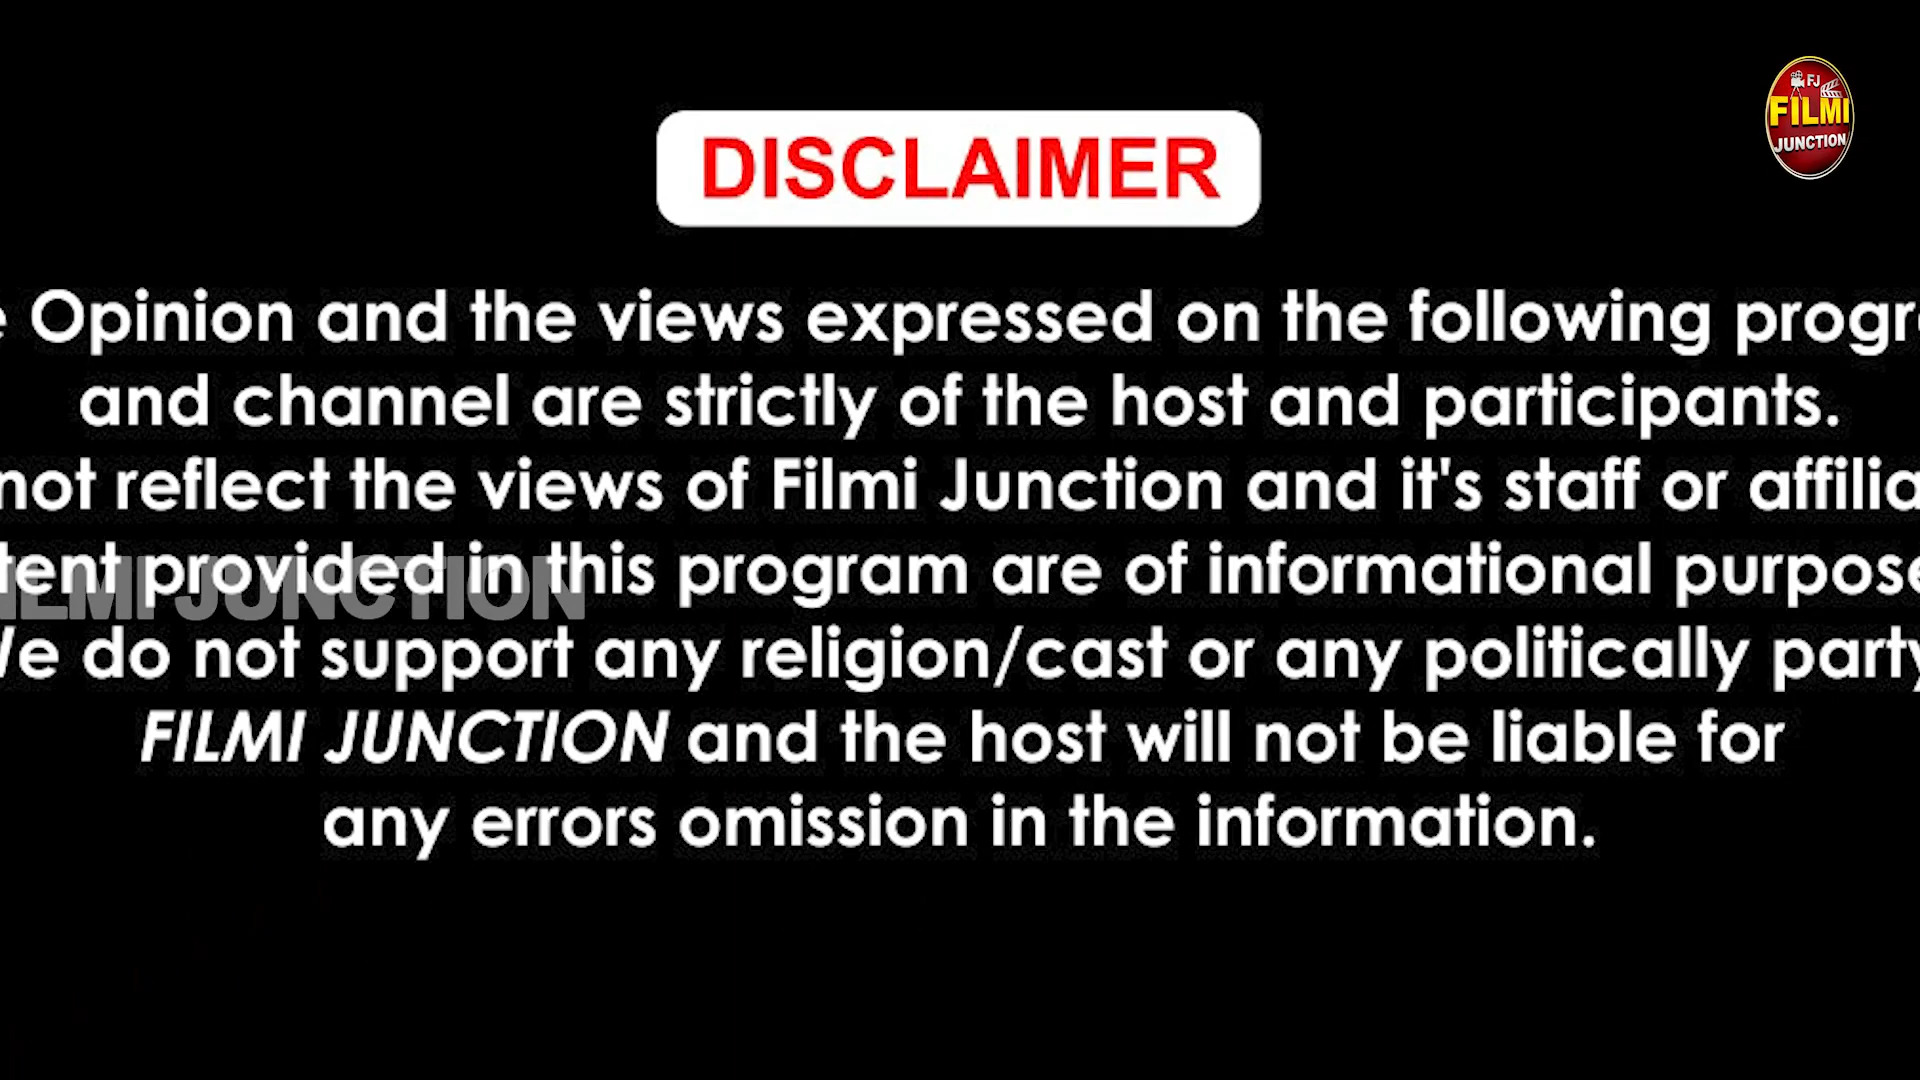 FJ
FILMI
JUNCTION
DISCLAIMER
e Opinion and the views expressed on the following progr
and channel are strictly of the host and participants.
not reflect the views of Filmi Junction and it's staff or affilia
tent provided in this program are of informational purpose
We do not support any religion/cast or any politically party
FILMI JUNCTION and the host will not be liable for
any errors omission in the information.
FILMI JUNCTION